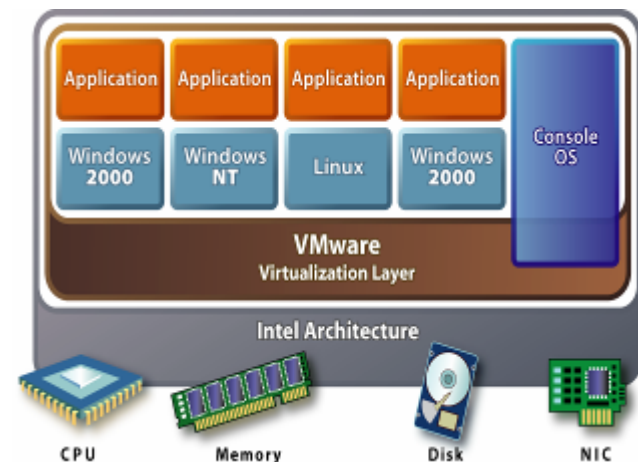 Application Application Application Application
Windows 2000
Windows NT
Linux
Windows 2000
Console OS
VMware
Virtualization Layer
Intel Architecture
CPU Memory Disk NIC